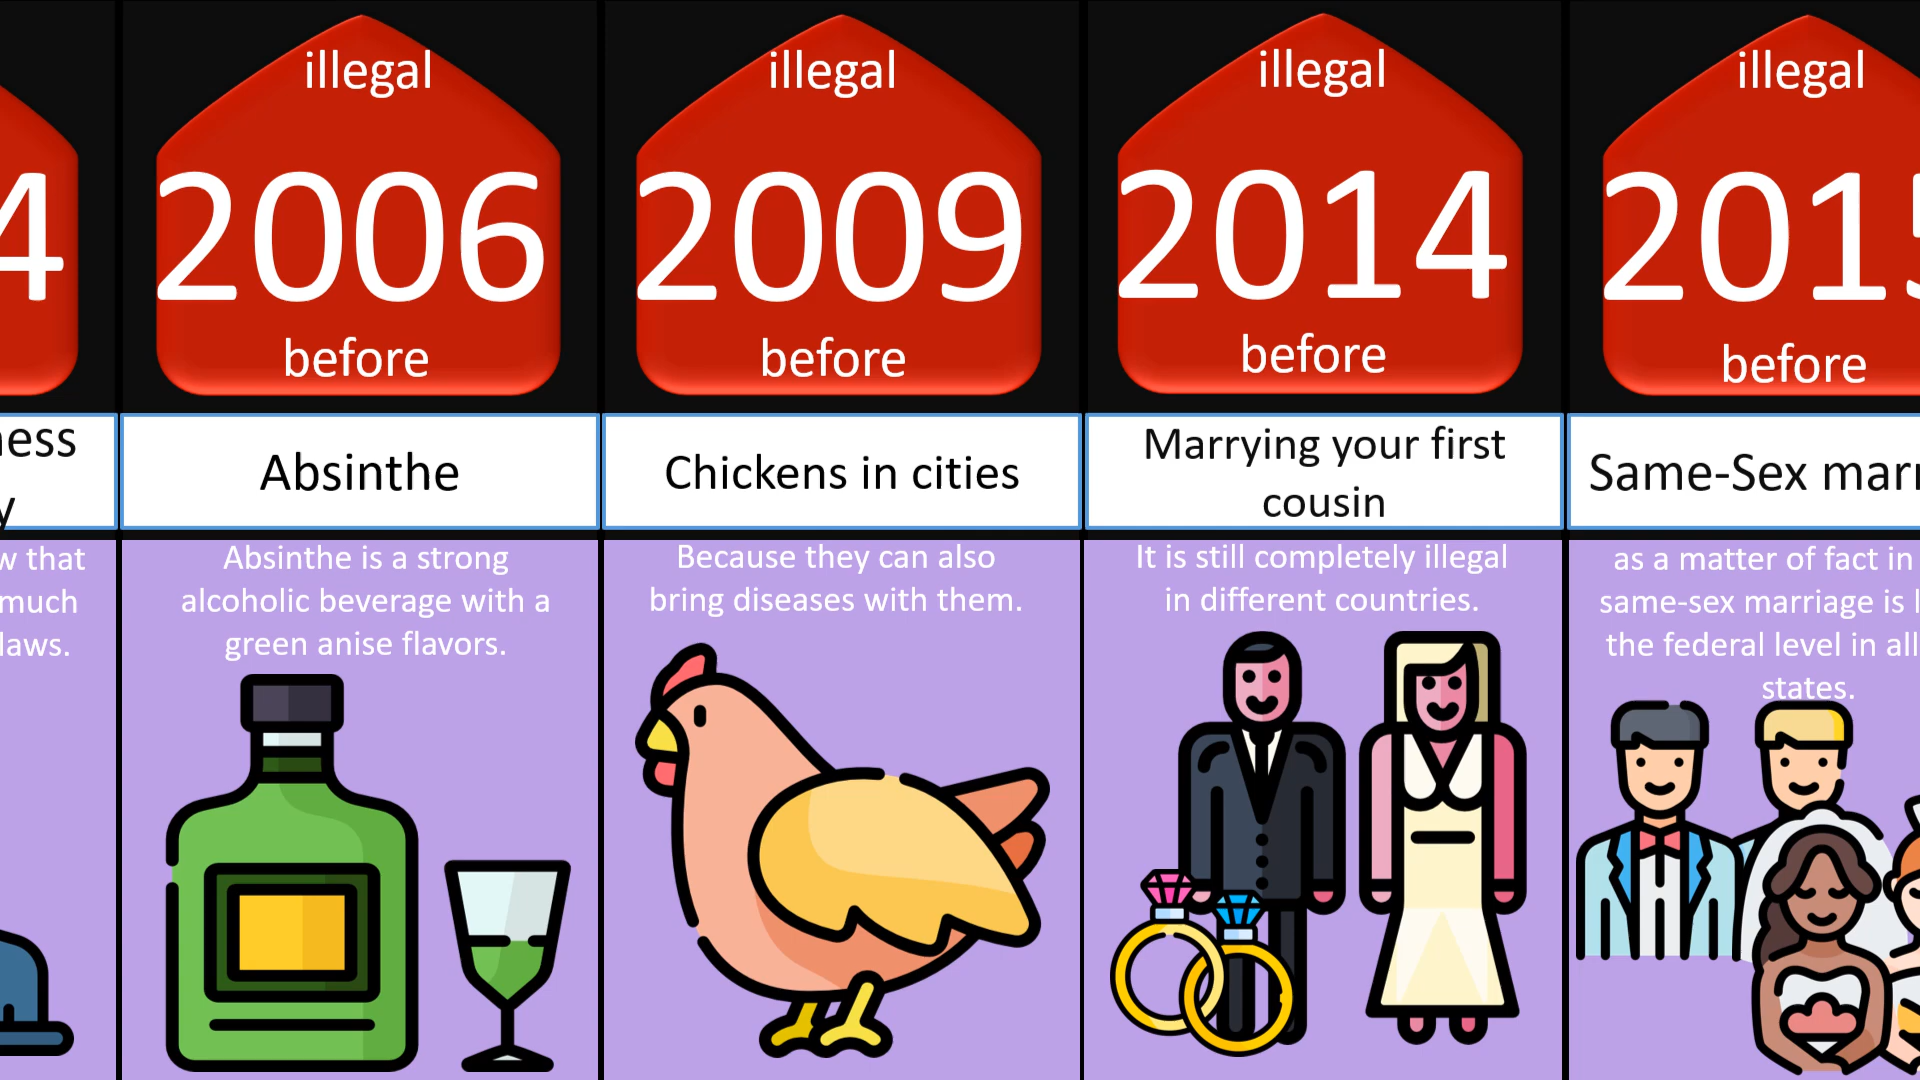 4
ness
y
w that
much
laws.
illegal
2006
before
Absinthe
Absinthe is a strong
alcoholic beverage with a
green anise flavors.
illegal
2009
before
Chickens in cities
Because they can also
bring diseases with them.
illegal
2014
before
Marrying your first
cousin
It is still completely illegal
in different countries.
illegal
2015
before
Same-Sex marr
as a matter of fact in
same-sex marriage is l
the federal level in all
states.